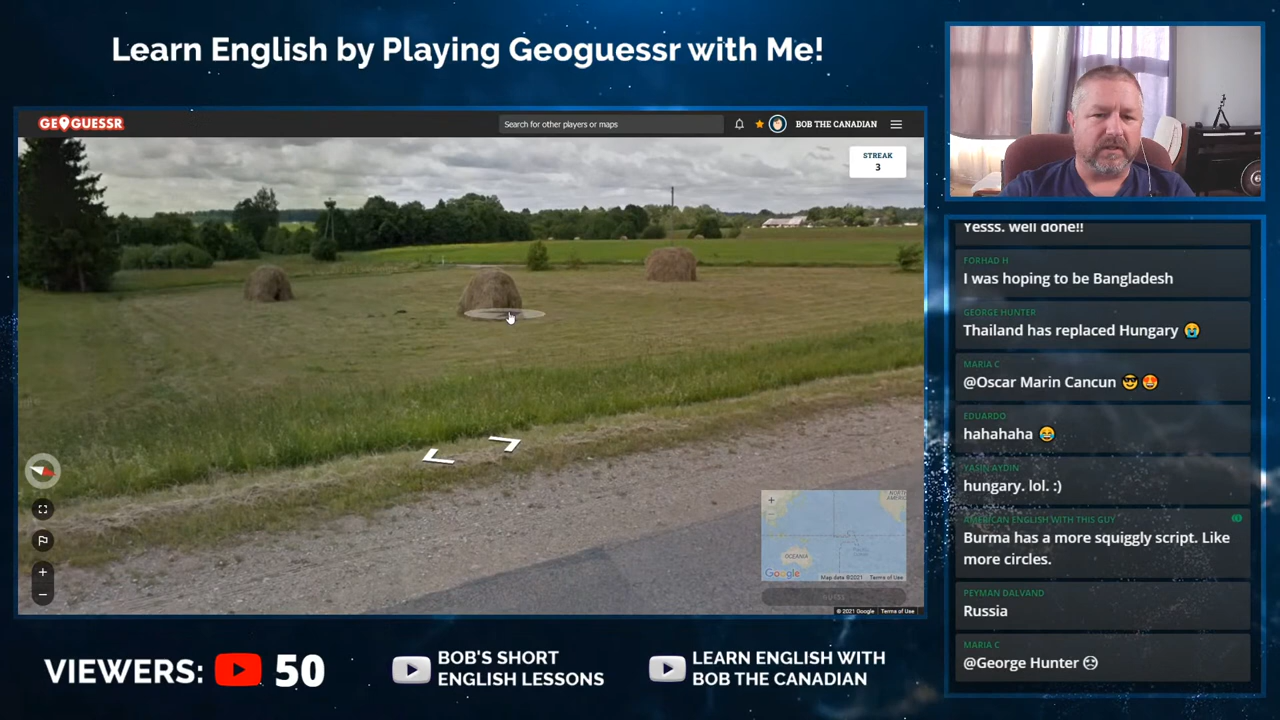 Learn English by Playing Geoguessr with Me!
GEOGUESSR
Search for other players or maps
BOB THE CANADIAN
STREAK
3
OCEANIA
Google
Map data ©2021
Terms of Use
© 2021 Google
Terms of Use
VIEWERS:
50
BOB'S SHORT
ENGLISH LESSONS
LEARN ENGLISH WITH
BOB THE CANADIAN
Yesss. well done!!
FORHAD H
I was hoping to be Bangladesh
GEORGE HUNTER
Thailand has replaced Hungary 😭
MARIA C
@Oscar Marin Cancun 😎 😍
EDUARDO
hahahaha 😂
YASIN AYDIN
hungary. lol. :)
AMERICAN ENGLISH WITH THIS GUY
Burma has a more squiggly script. Like
more circles.
PEYMAN DALVAND
Russia
MARIA C
@George Hunter ☹